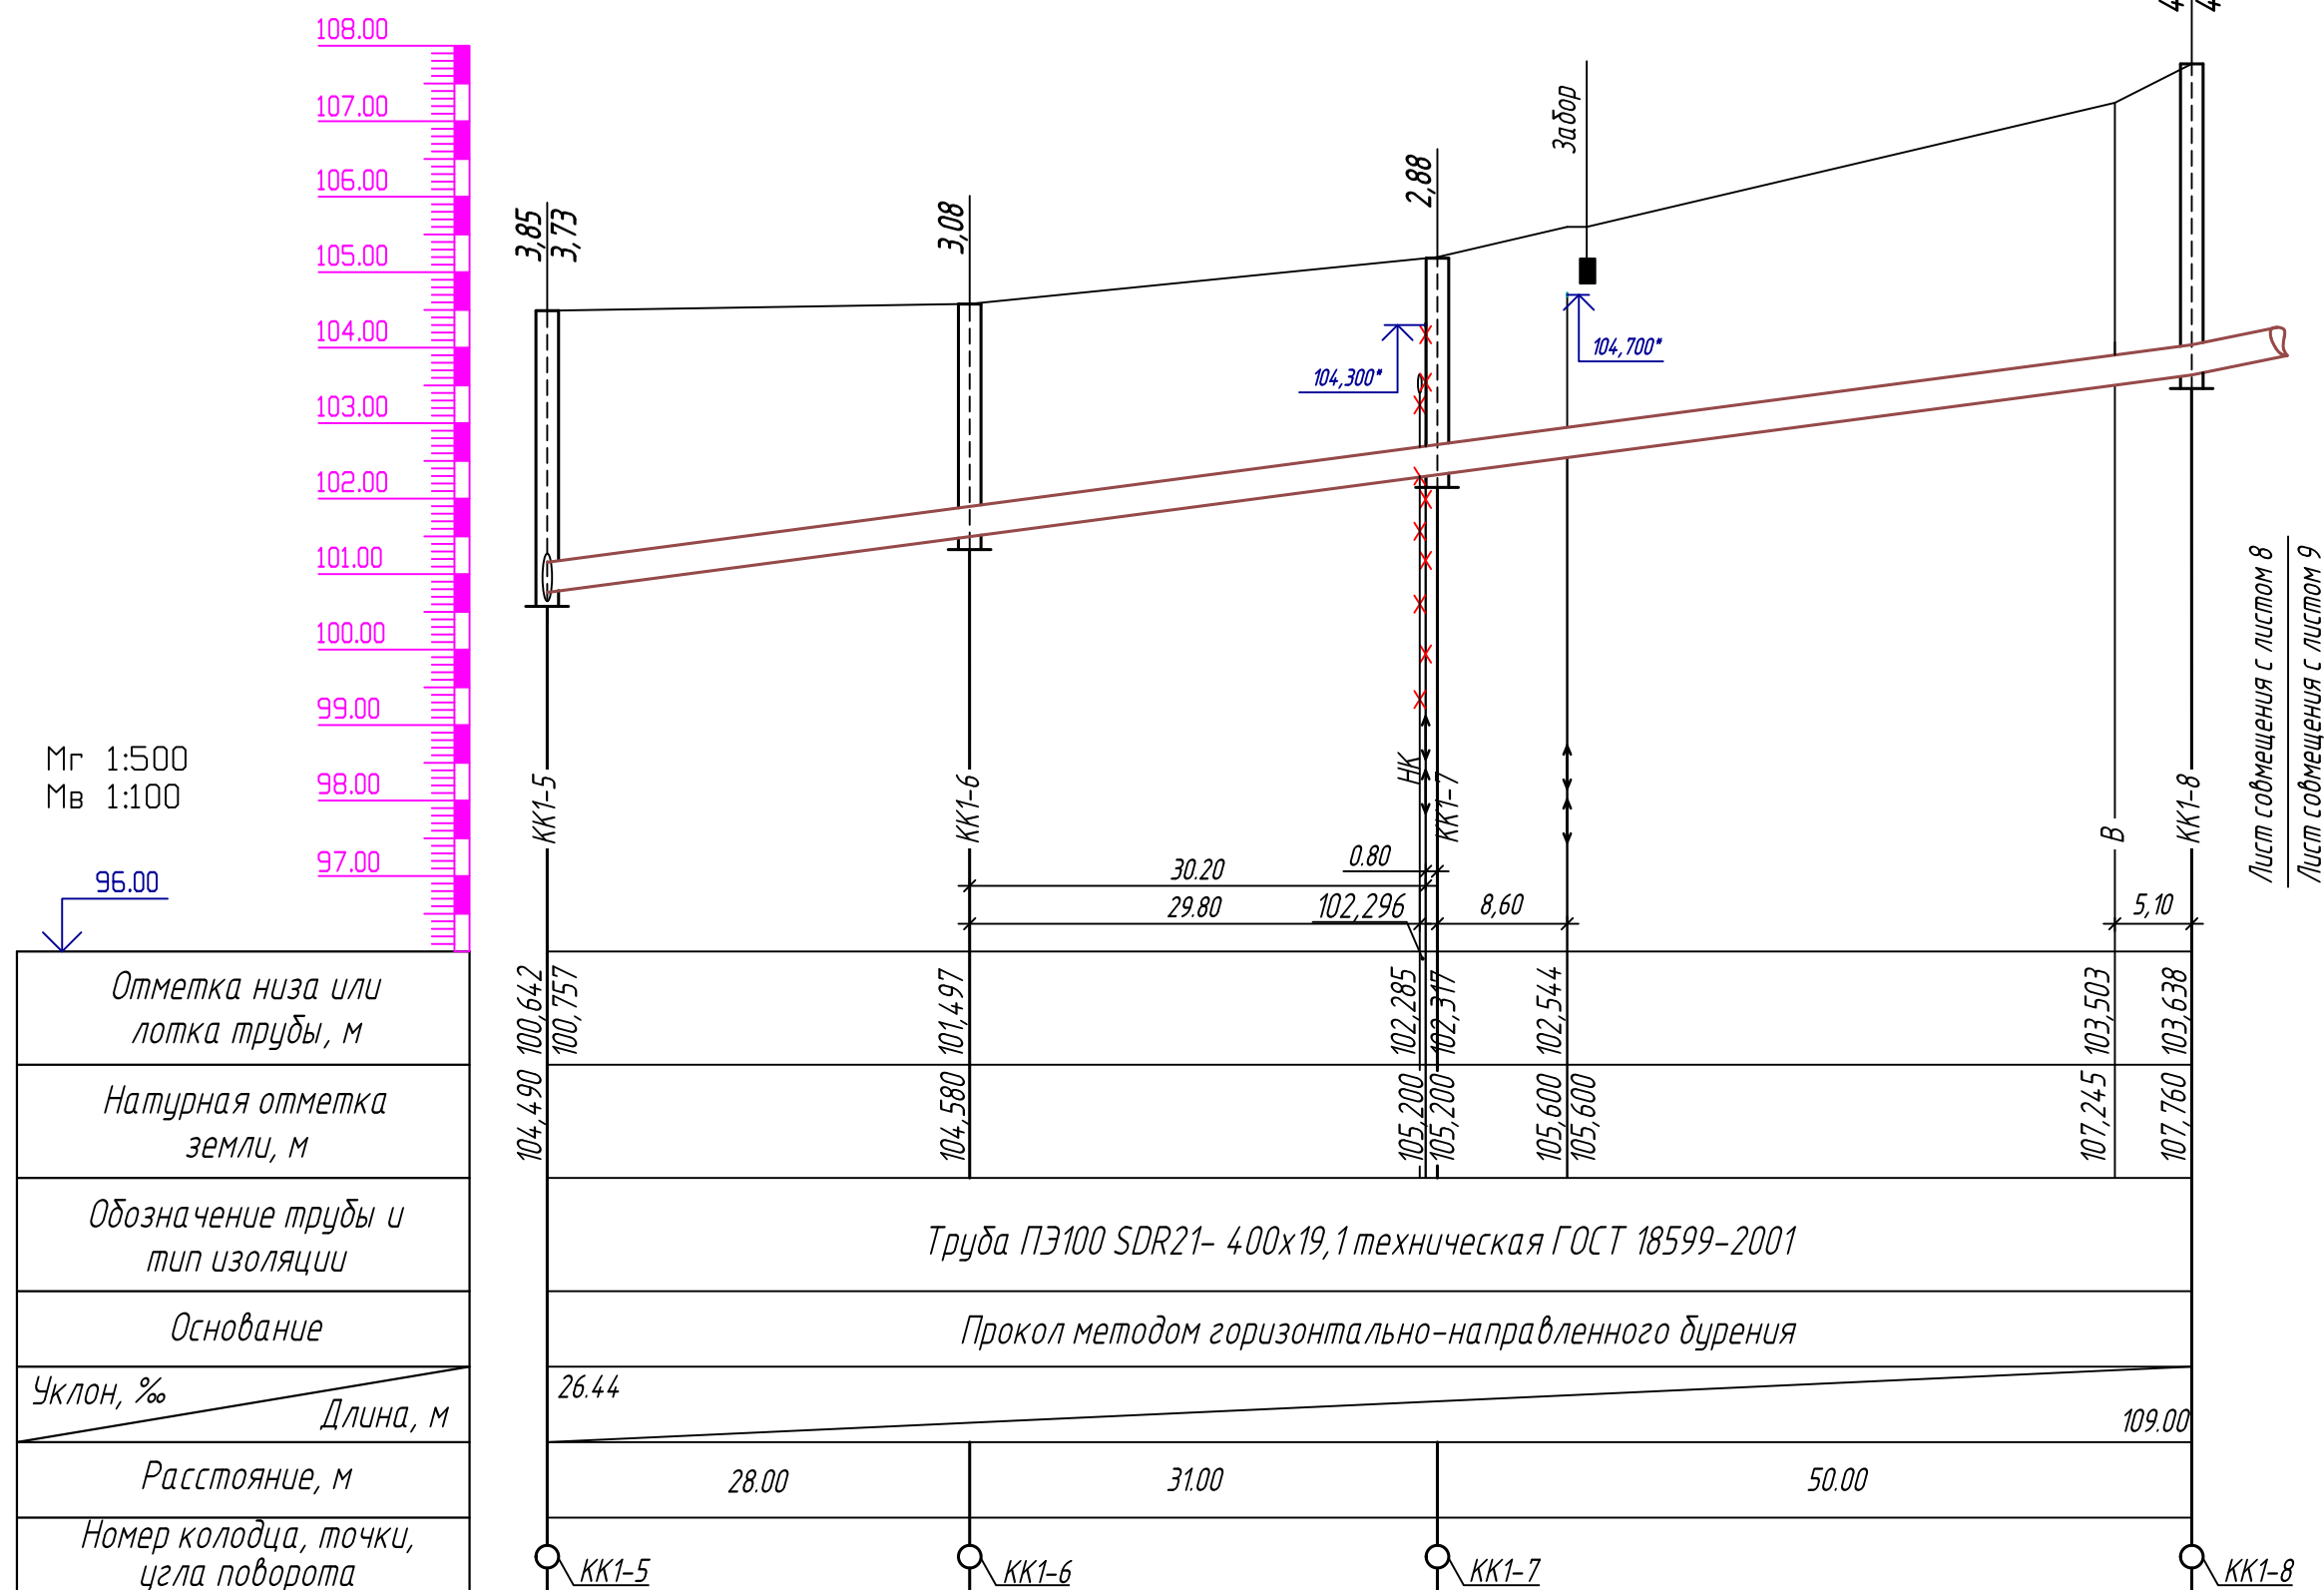 108.00
107.00
106.00
105.00
104.00
103.00
102.00
101.00
100.00
99.00
98.00
97.00
Мг 1:500
Мв 1:100
96.00
3,85
3,73
3,08
2,88
Забор
104,300*
104,700*
КК1-5
КК1-6
НК
КК1-7
В
КК1-8
Лист совмещения с листом 8
Лист совмещения с листом 9
30.20
0.80
29.80
102,296
8,60
5,10
Отметка низа или
лотка трубы, м
100,642
100,757
101,497
102,285
102,317
102,544
103,503
103,638
Натурная отметка
земли, м
104,490
104,580
105,200
105,200
105,600
105,600
107,245
107,760
Обозначение трубы и
тип изоляции
Труба ПЭ100 SDR21- 400х19,1 техническая ГОСТ 18599-2001
Основание
Прокол методом горизонтально-направленного бурения
Уклон, ‰
Длина, м
26.44
109.00
Расстояние, м
28.00
31.00
50.00
Номер колодца, точки,
угла поворота
КК1-5
КК1-6
КК1-7
КК1-8